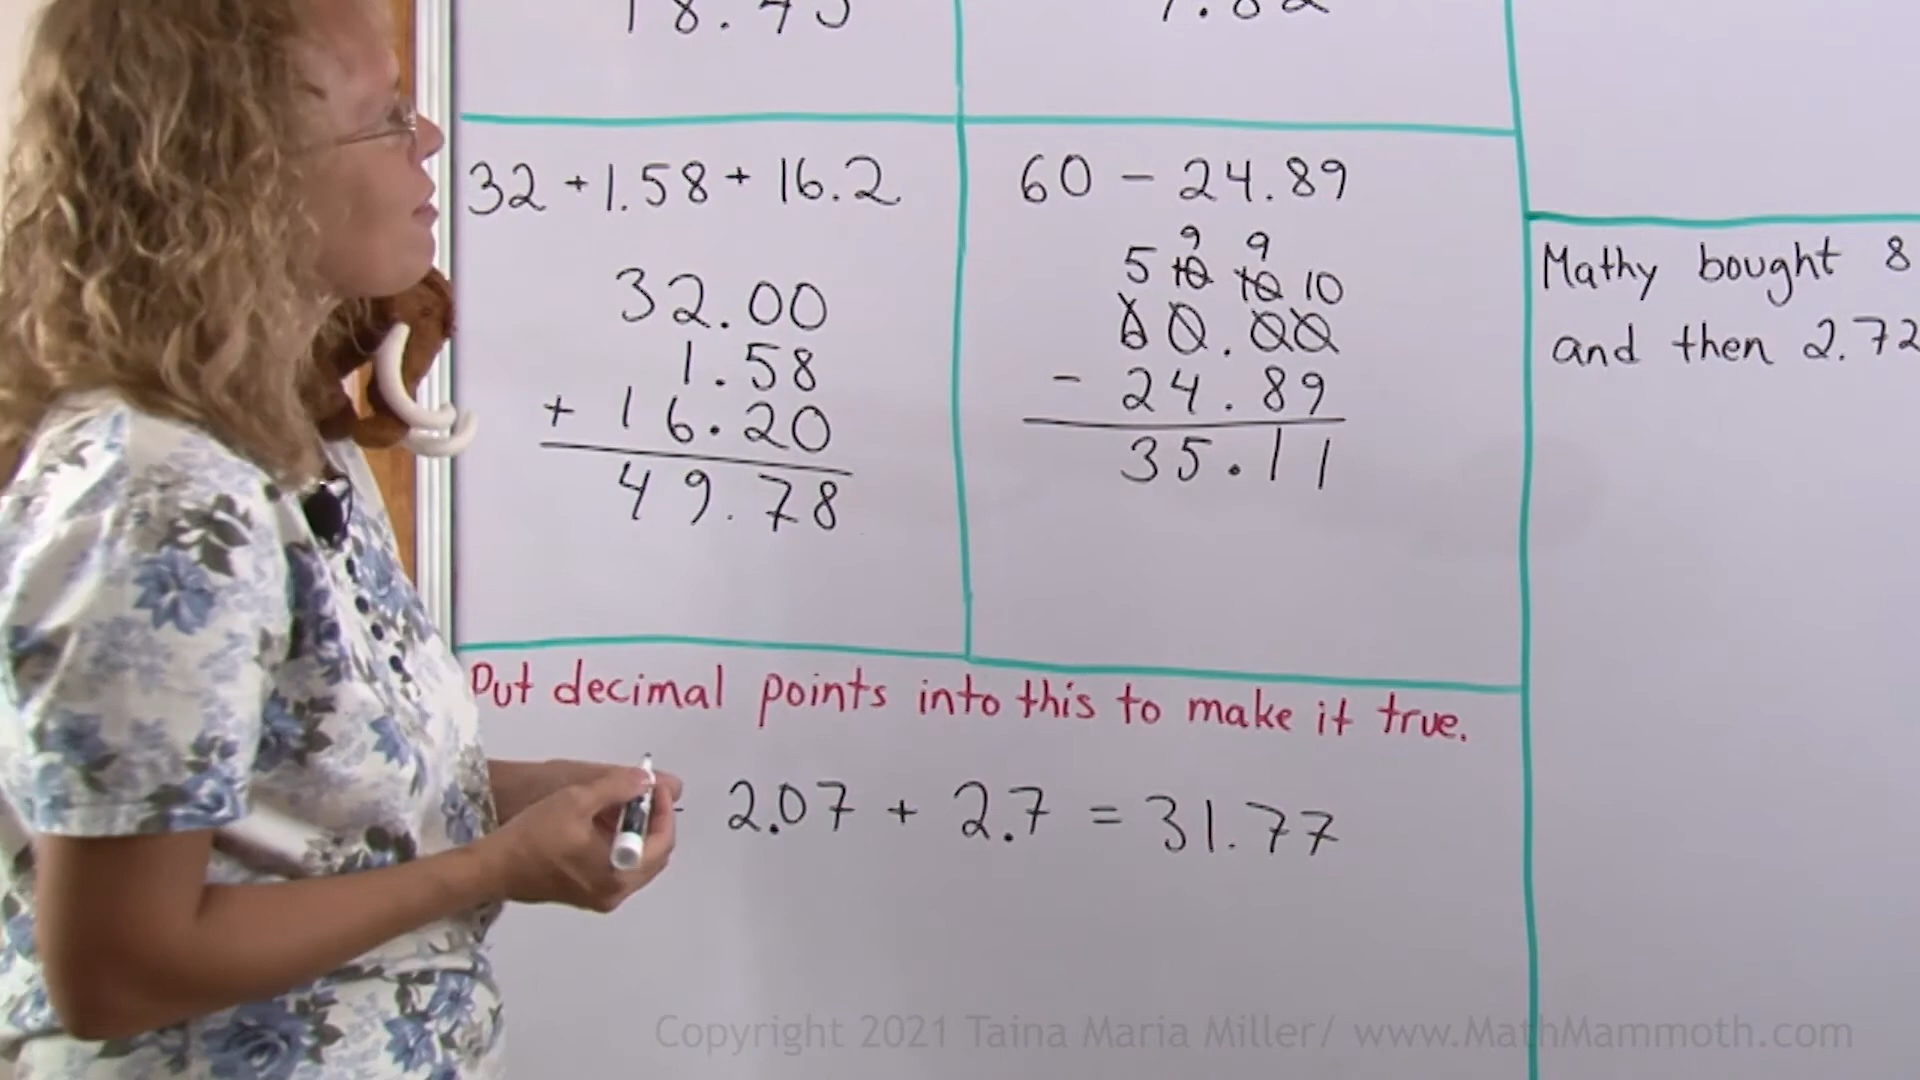 32 + 1.58 + 16.2
32.00
1.58
+ 16.20
49.78
60 - 24.89
9 9
5 10 10 10
60.00
- 24.89
35.11
Mathy bought 8
and then 2.72
Put decimal points into this to make it true.
2.07 + 2.7 = 31.77
Copyright 2021 Taina Maria Miller/ www.MathMammoth.com